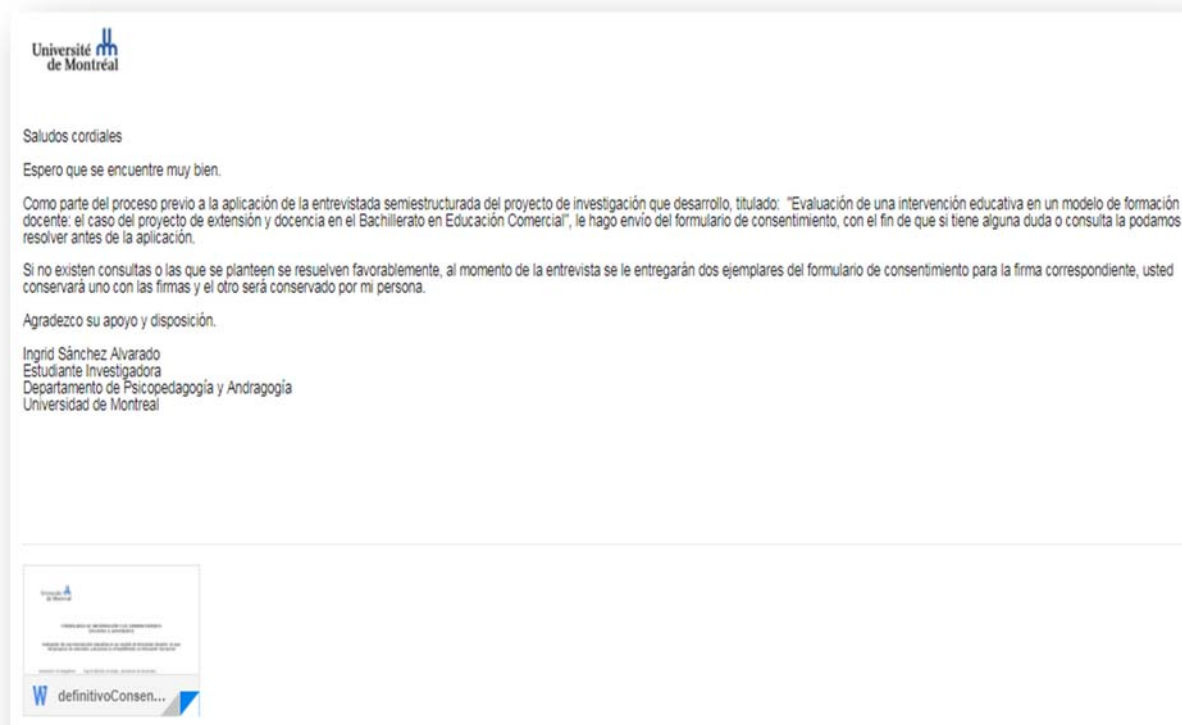 Université
de Montréal
Saludos cordiales
Espero que se encuentre muy bien.
Como parte del proceso previo a la aplicación de la entrevistada semiestructurada del proyecto de investigación que desarrollo, titulado: "Evaluación de una intervención educativa en un modelo de formación
docente: el caso del proyecto de extensión y docencia en el Bachillerato en Educación Comercial", le hago envío del formulario de consentimiento, con el fin de que si tiene alguna duda o consulta la podamos
resolver antes de la aplicación.
Si no existen consultas o las que se planteen se resuelven favorablemente, al momento de la entrevista se le entregarán dos ejemplares del formulario de consentimiento para la firma correspondiente, usted
conservará uno con las firmas y el otro será conservado por mi persona.
Agradezco su apoyo y disposición.
Ingrid Sánchez Alvarado
Estudiante Investigadora
Departamento de Psicopedagogía y Andragogía
Universidad de Montreal
Université
de Montréal
W definitivoConsen...